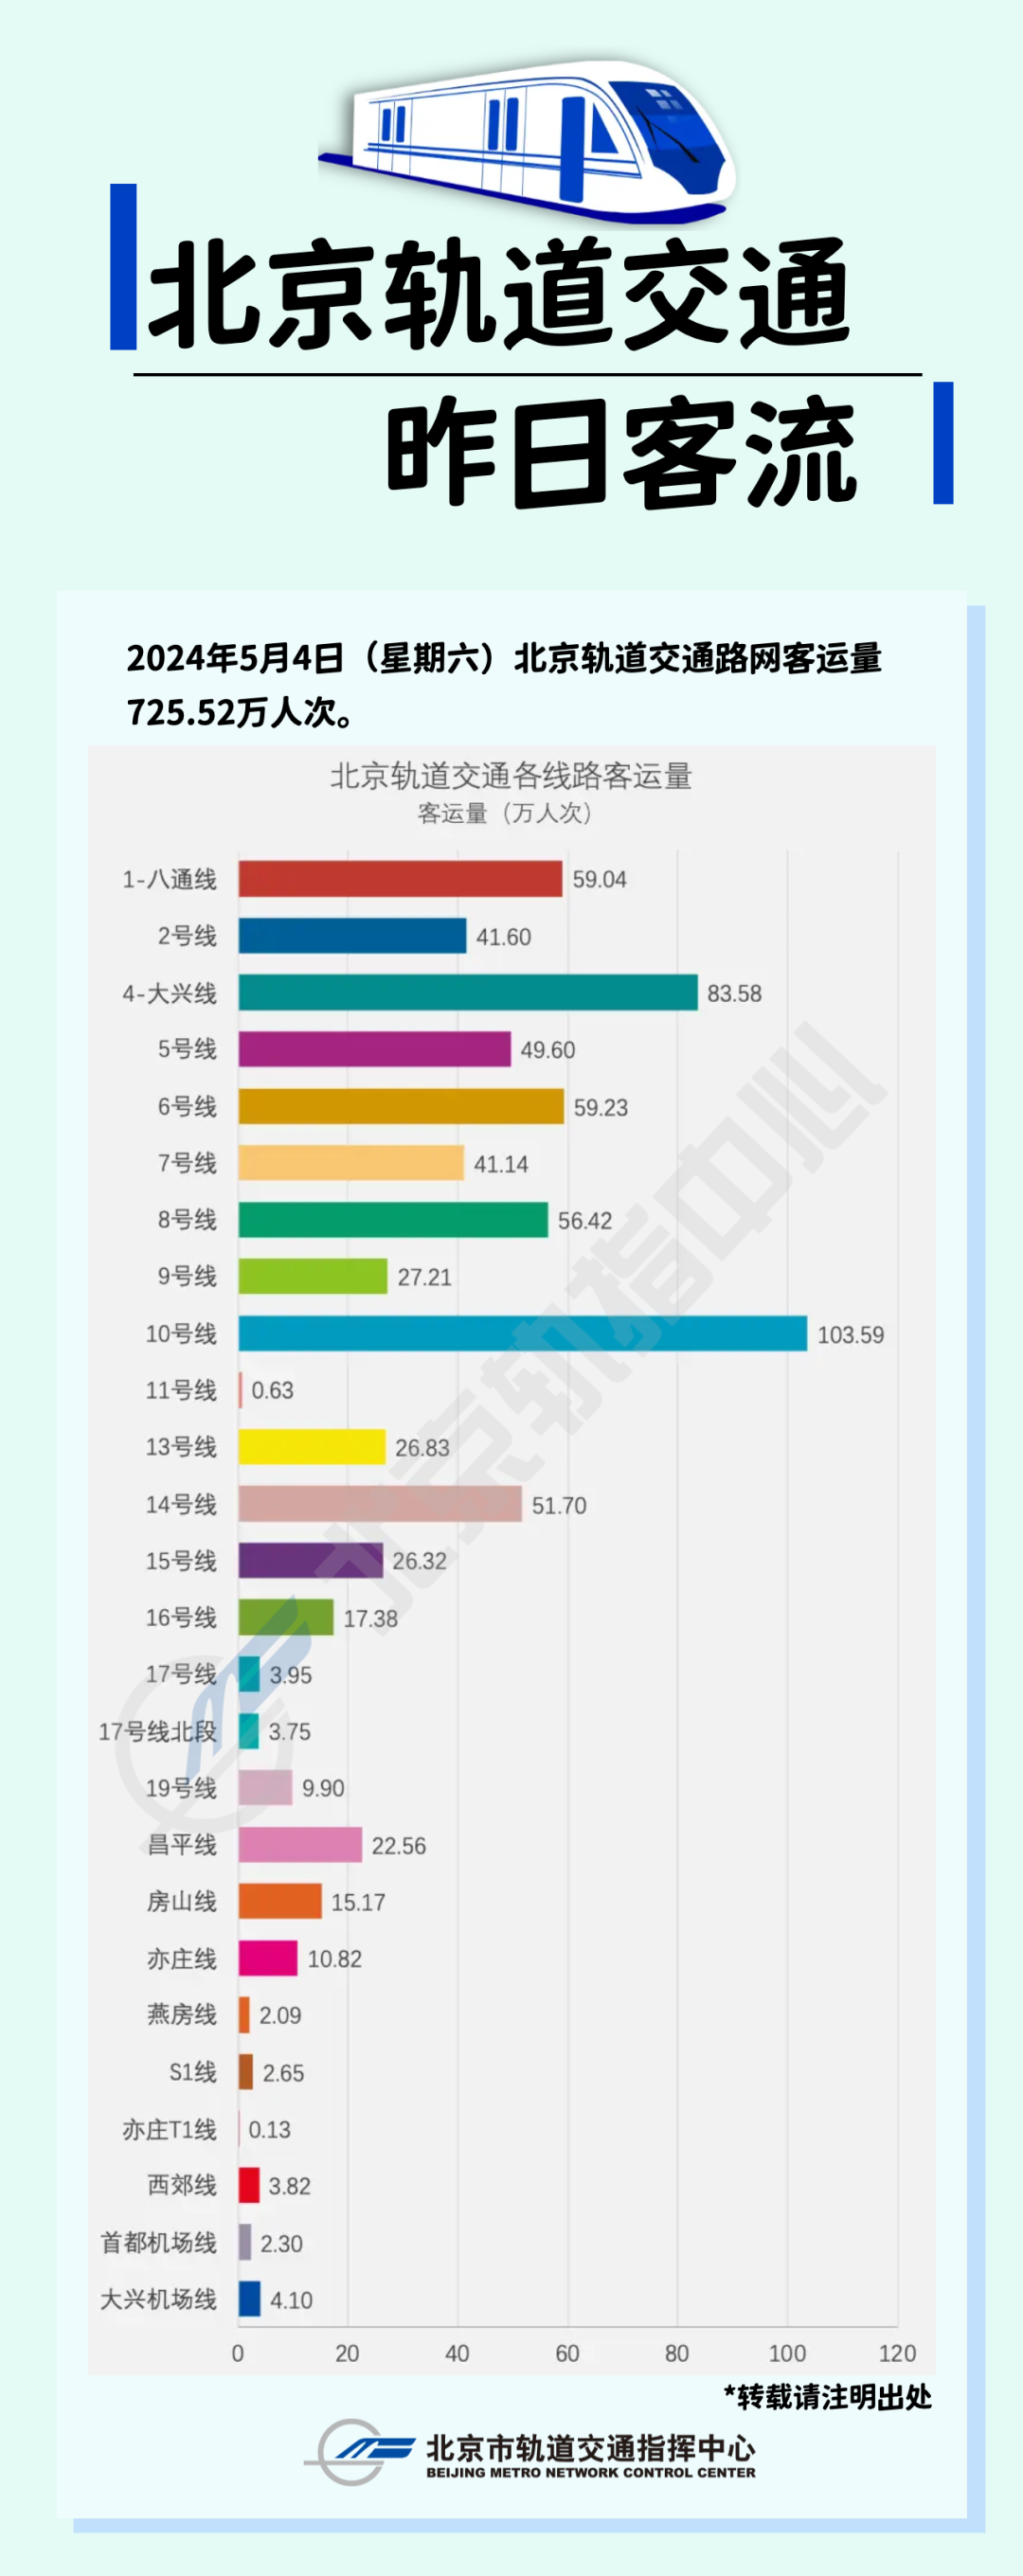 北京轨道交通
昨日客流
2024年5月4日（星期六）北京轨道交通路网客运量
725.52万人次。
北京轨道交通各线路客运量
客运量（万人次）
1-八通线 59.04
2号线 41.60
4-大兴线 83.58
5号线 49.60
6号线 59.23
7号线 41.14
8号线 56.42
9号线 27.21
10号线 103.59
11号线 0.63
13号线 26.83
14号线 51.70
15号线 26.32
16号线 17.38
17号线 3.95
17号线北段 3.75
19号线 9.90
昌平线 22.56
房山线 15.17
亦庄线 10.82
燕房线 2.09
S1线 2.65
亦庄T1线 0.13
西郊线 3.82
首都机场线 2.30
大兴机场线 4.10
0 20 40 60 80 100 120
北京轨指中心
*转载请注明出处
北京市轨道交通指挥中心
BEIJING METRO NETWORK CONTROL CENTER